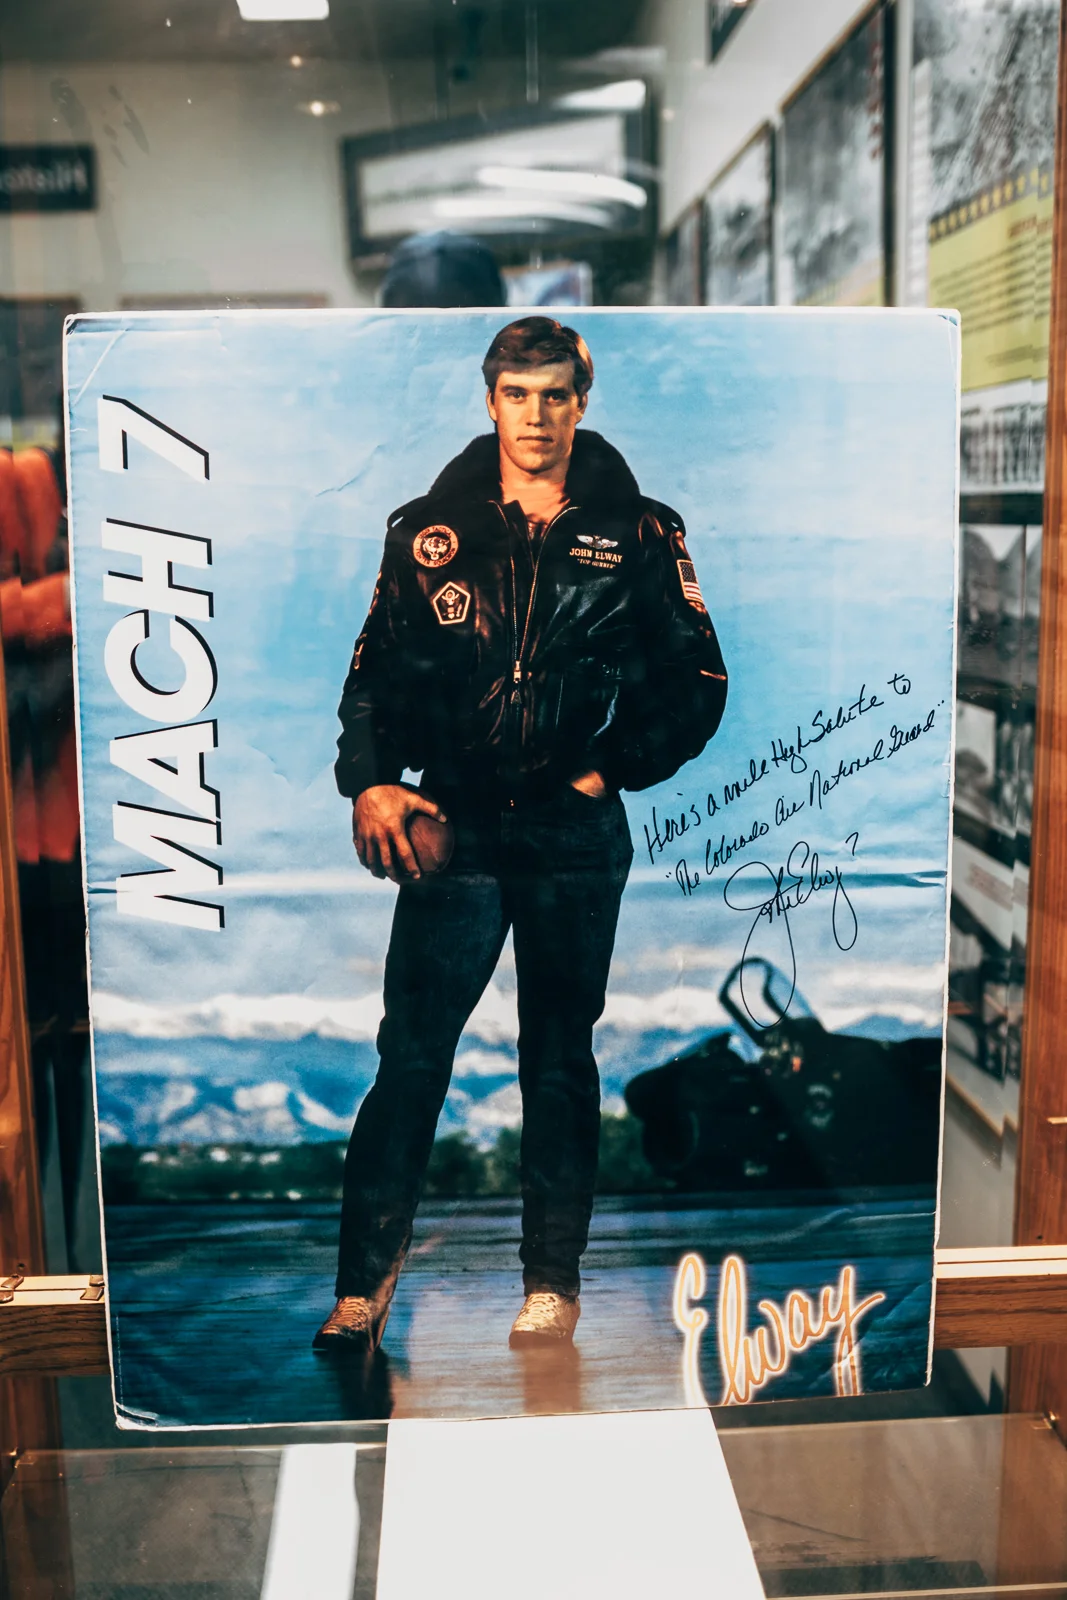 MACH 7
JOHN ELWAY
"TOP GUNNER"
Here's a mile High Salute to
"The Colorado Air National Guard"
John Elway 7
Elway